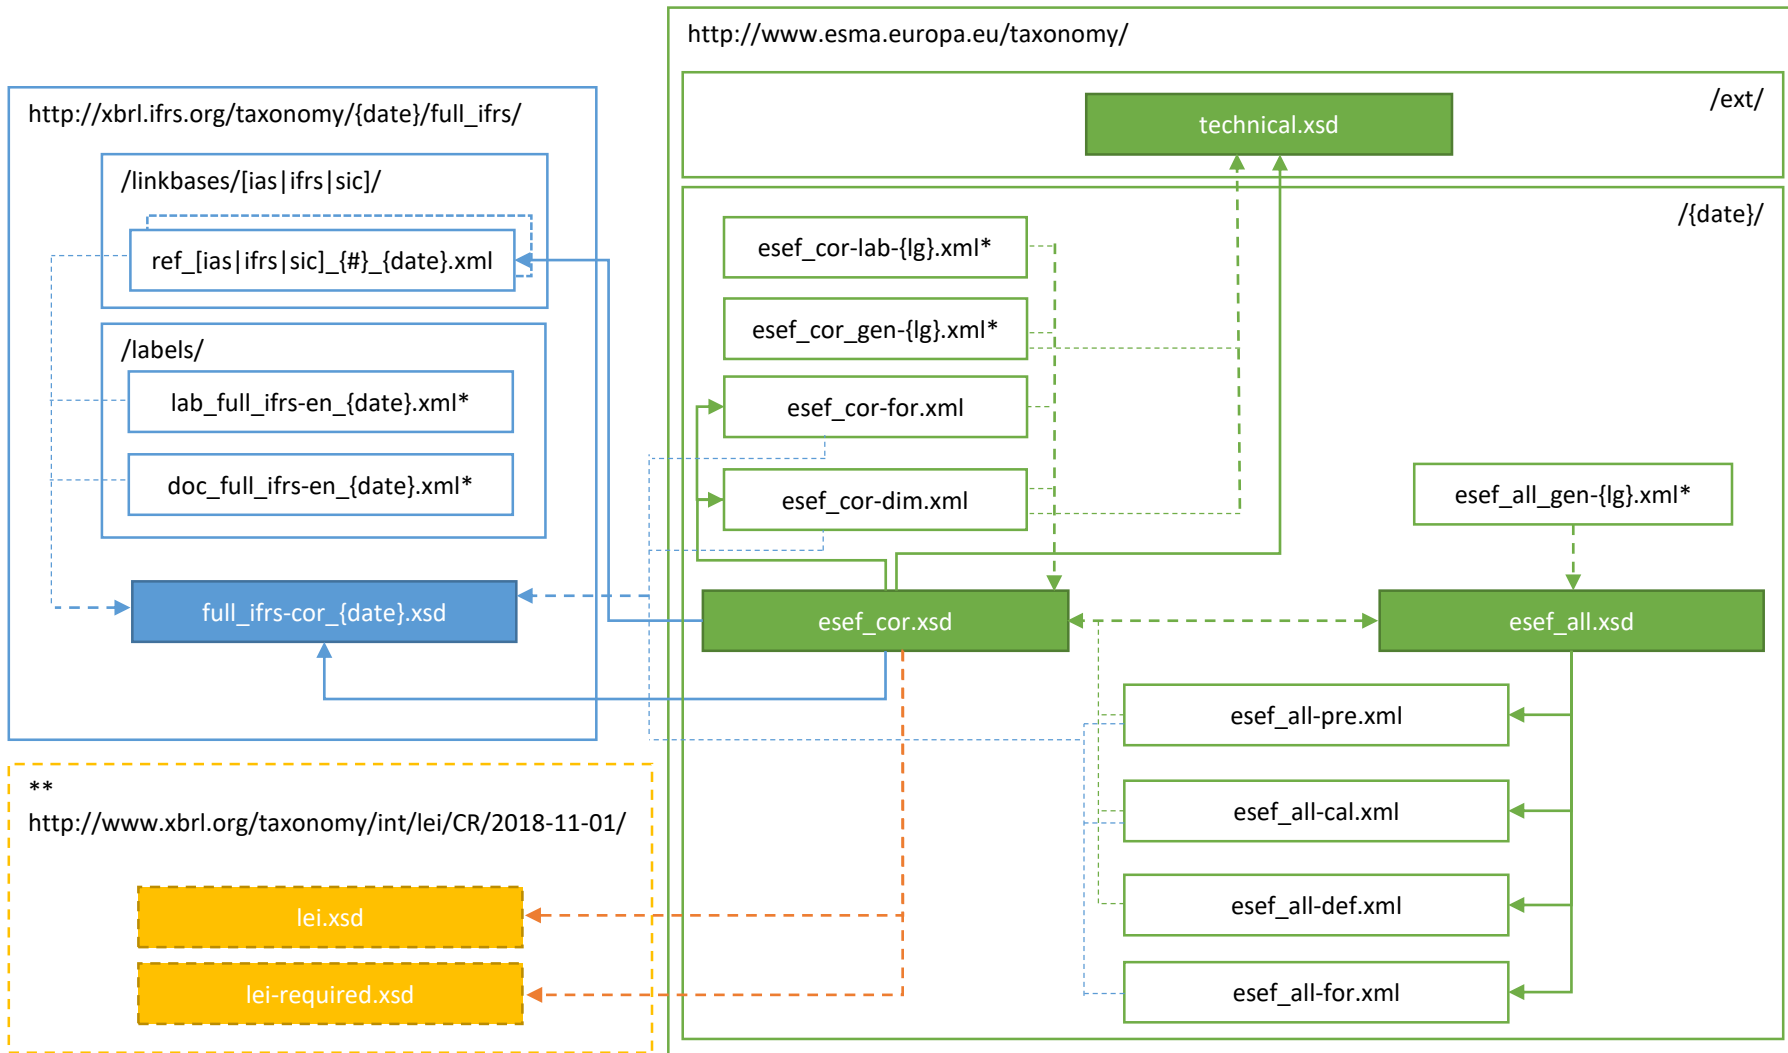 http://www.esma.europa.eu/taxonomy/
/ext/
technical.xsd
http://xbrl.ifrs.org/taxonomy/{date}/full_ifrs/
/linkbases/[ias|ifrs|sic]/
ref_[ias|ifrs|sic]_{#}_{date}.xml
/labels/
lab_full_ifrs-en_{date}.xml*
doc_full_ifrs-en_{date}.xml*
full_ifrs-cor_{date}.xsd
/{date}/
esef_cor-lab-{lg}.xml*
esef_cor_gen-{lg}.xml*
esef_cor-for.xml
esef_cor-dim.xml
esef_all_gen-{lg}.xml*
esef_cor.xsd
esef_all.xsd
esef_all-pre.xml
esef_all-cal.xml
esef_all-def.xml
esef_all-for.xml
**
http://www.xbrl.org/taxonomy/int/lei/CR/2018-11-01/
lei.xsd
lei-required.xsd